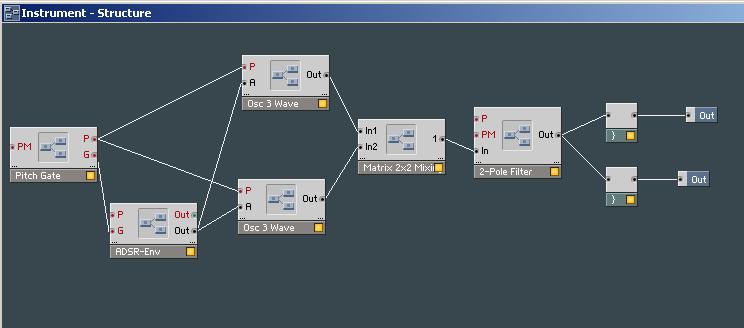 Instrument - Structure
PM P
G
Pitch Gate
P Out
G Out
ADSR-Env
P
A Out
Osc 3 Wave
P
A Out
Osc 3 Wave
In1 1
In2
Matrix 2x2 Mixin
P
PM Out
In
2-Pole Filter
}
Out
}
Out